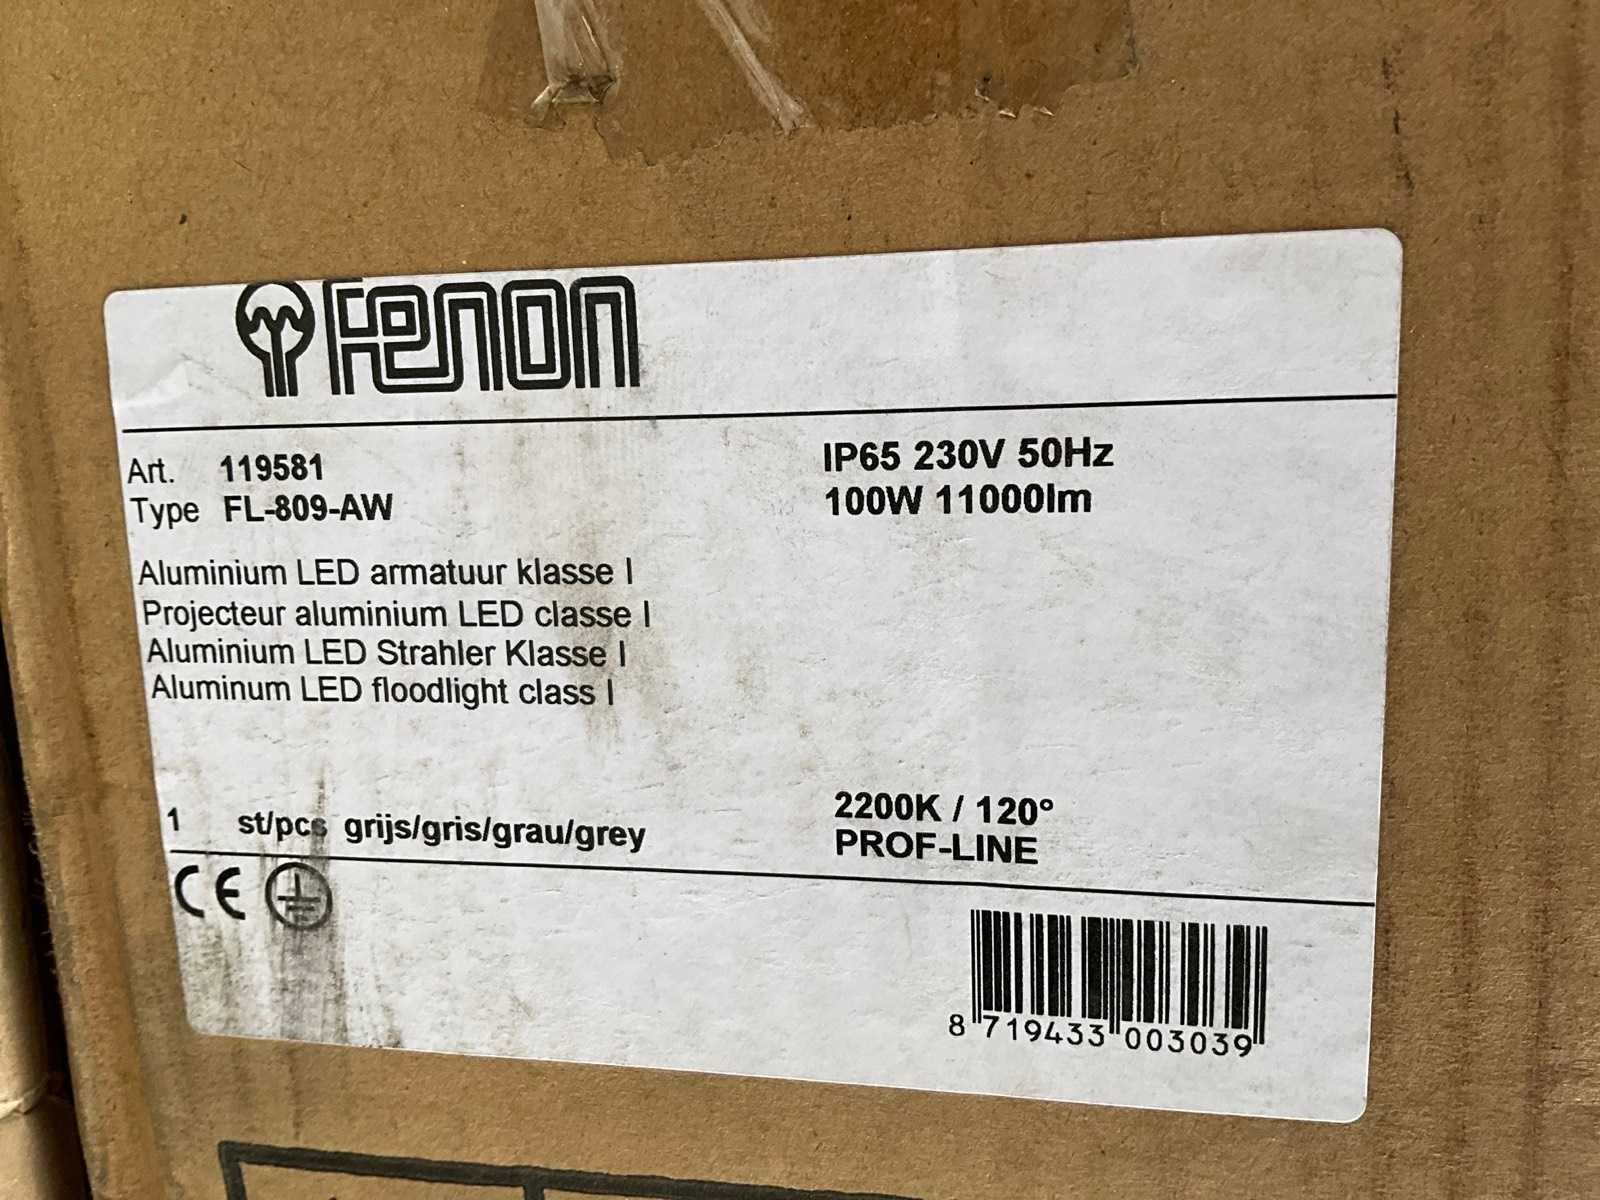 Fenon
Art. 119581
Type FL-809-AW
IP65 230V 50Hz
100W 11000lm
Aluminium LED armatuur klasse I
Projecteur aluminium LED classe I
Aluminium LED Strahler Klasse I
Aluminum LED floodlight class I
1 st/pcs grijs/gris/grau/grey
2200K / 120°
PROF-LINE
CE
8 719433 003039